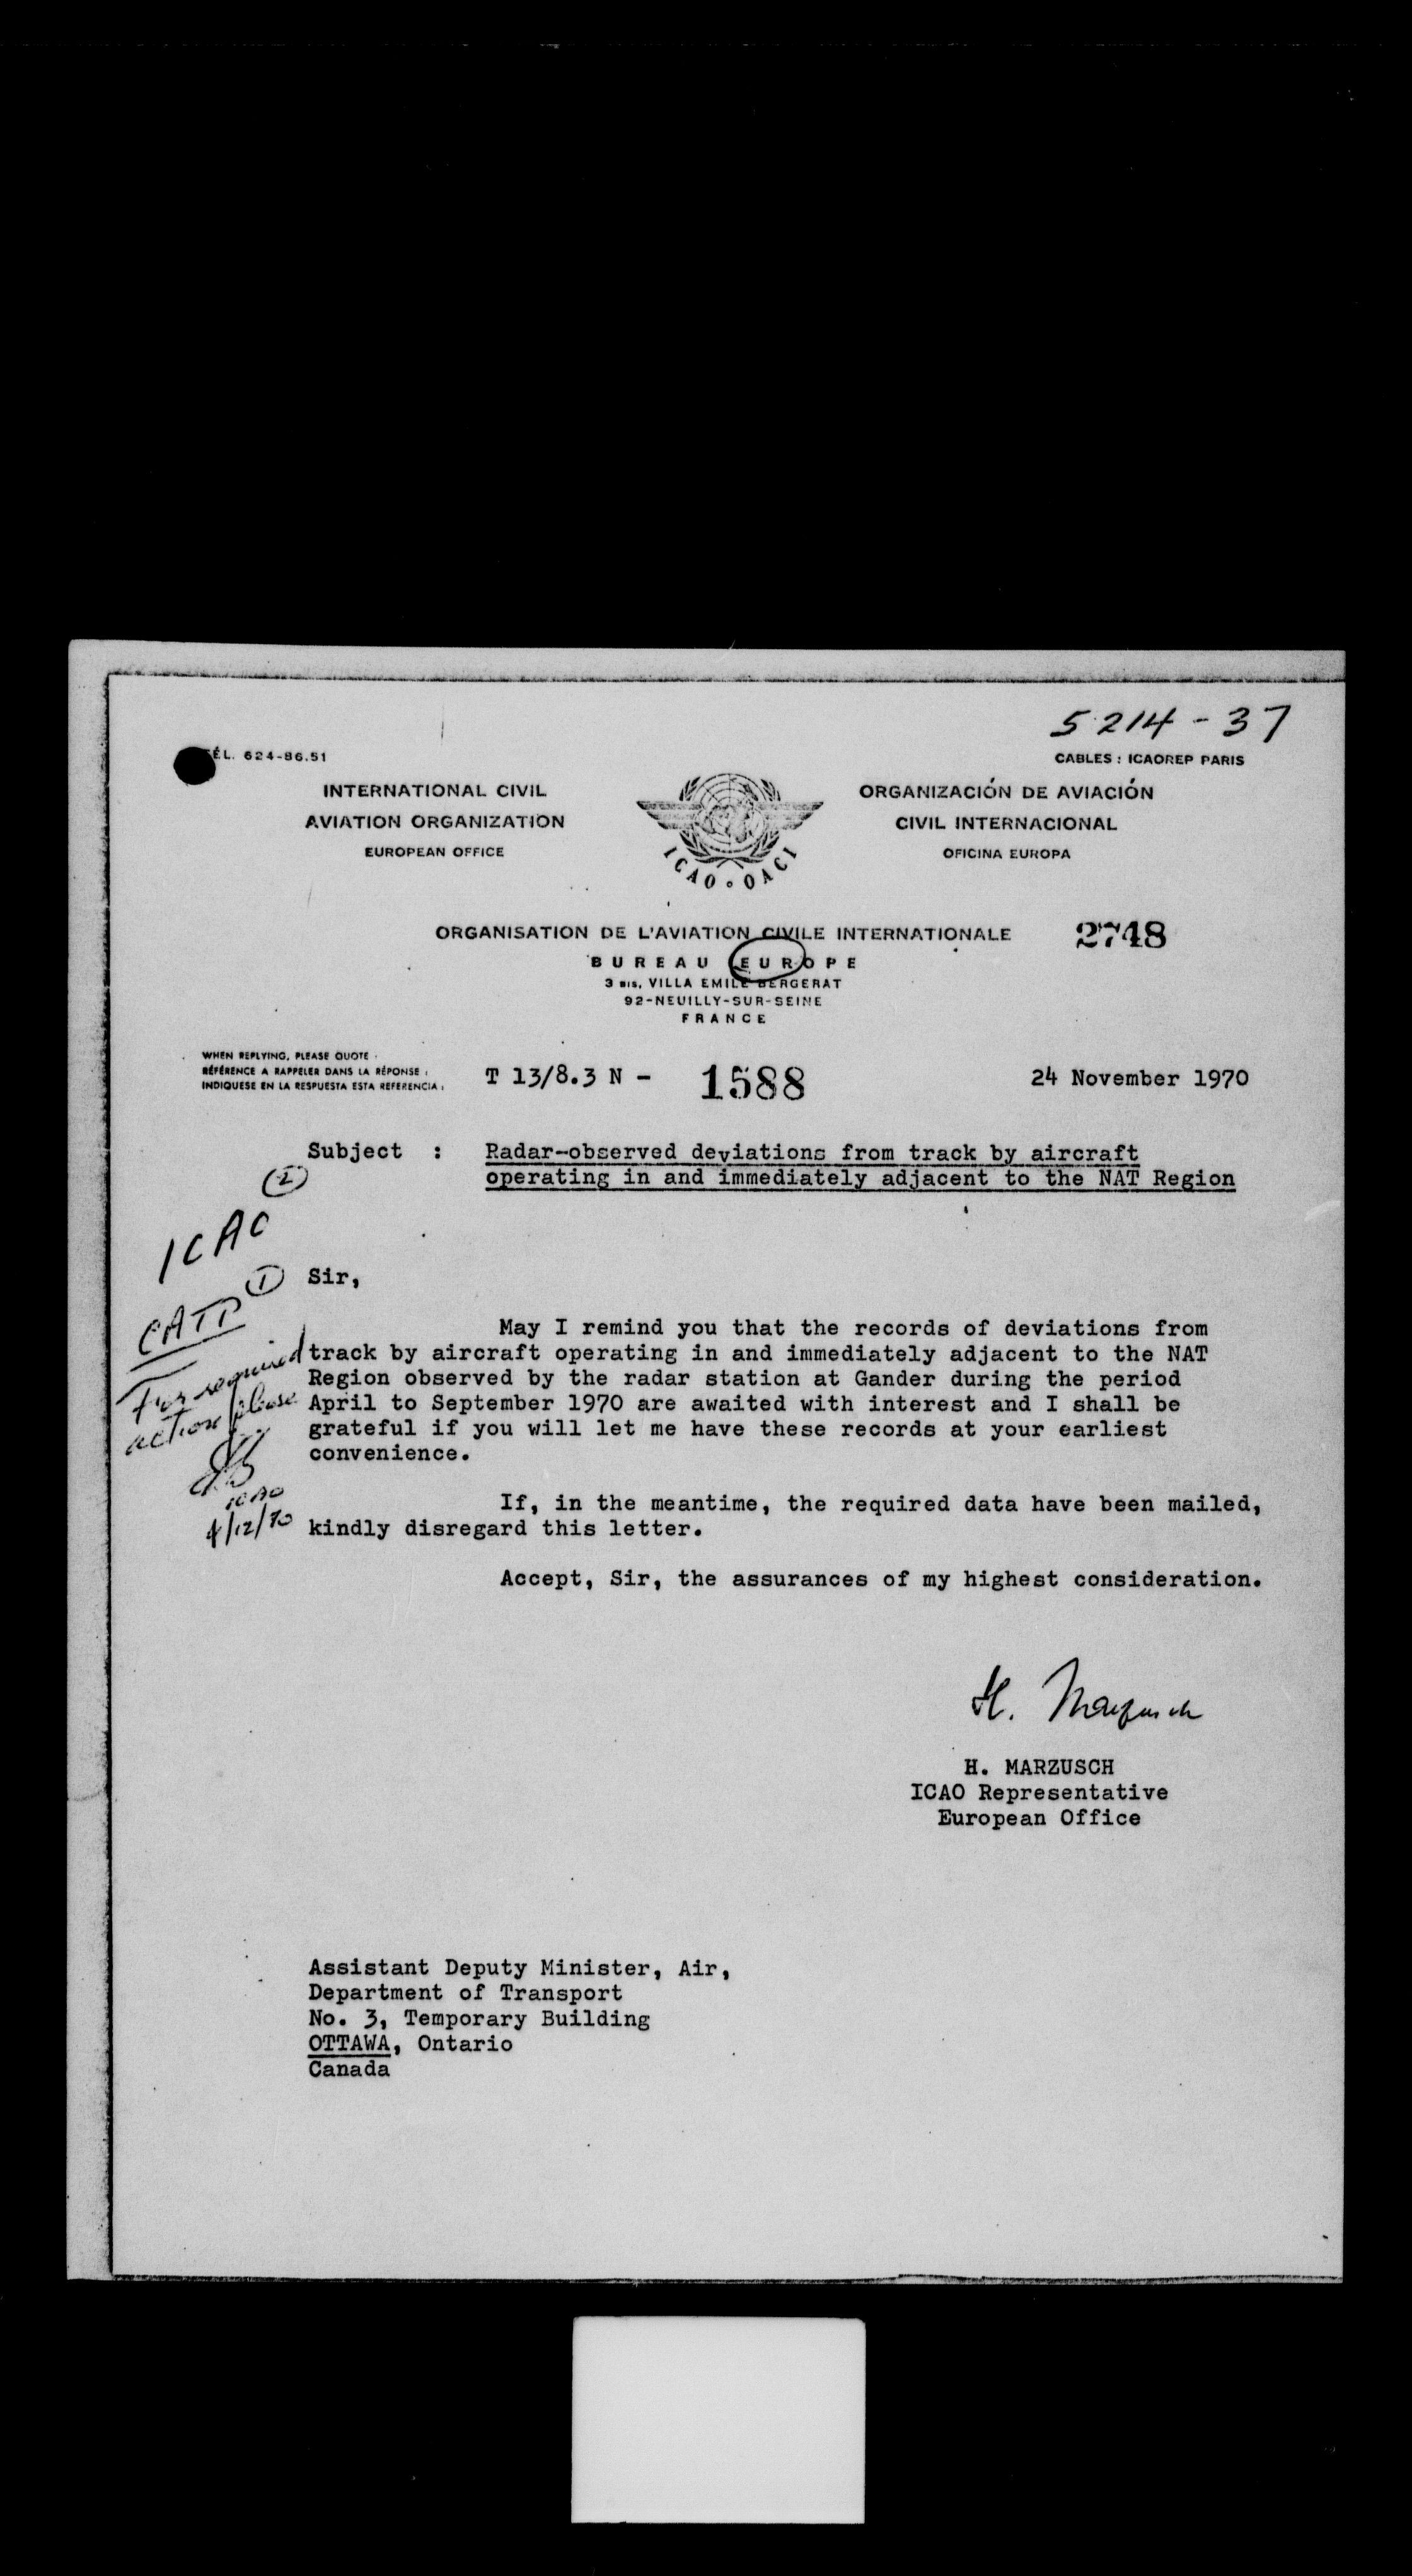 5214-37
TÉL. 624-86.51
CABLES : ICAOREP PARIS
INTERNATIONAL CIVIL
AVIATION ORGANIZATION
EUROPEAN OFFICE
ICAO · OACI
ORGANIZACIÓN DE AVIACIÓN
CIVIL INTERNACIONAL
OFICINA EUROPA
ORGANISATION DE L'AVIATION CIVILE INTERNATIONALE
2748
BUREAU EUROPE
3 BIS, VILLA EMILE BERGERAT
92-NEUILLY-SUR-SEINE
FRANCE
WHEN REPLYING, PLEASE QUOTE :
RÉFÉRENCE A RAPPELER DANS LA RÉPONSE :
INDIQUESE EN LA RESPUESTA ESTA REFERENCIA :
T 13/8.3 N - 1588
24 November 1970
Subject : Radar-observed deviations from track by aircraft
operating in and immediately adjacent to the NAT Region
2
ICAO
1
CATP
For required
action please
ICAO
4/12/70
Sir,
May I remind you that the records of deviations from
track by aircraft operating in and immediately adjacent to the NAT
Region observed by the radar station at Gander during the period
April to September 1970 are awaited with interest and I shall be
grateful if you will let me have these records at your earliest
convenience.
If, in the meantime, the required data have been mailed,
kindly disregard this letter.
Accept, Sir, the assurances of my highest consideration.
H. Marzusch
H. MARZUSCH
ICAO Representative
European Office
Assistant Deputy Minister, Air,
Department of Transport
No. 3, Temporary Building
OTTAWA, Ontario
Canada